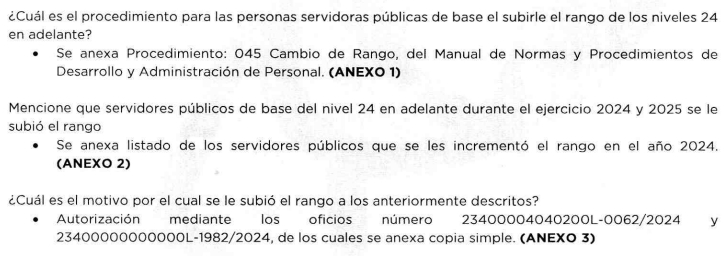 ¿Cuál es el procedimiento para las personas servidoras públicas de base el subirle el rango de los niveles 24
en adelante?
• Se anexa Procedimiento: 045 Cambio de Rango, del Manual de Normas y Procedimientos de
Desarrollo y Administración de Personal. (ANEXO 1)
Mencione que servidores públicos de base del nivel 24 en adelante durante el ejercicio 2024 y 2025 se le
subió el rango
• Se anexa listado de los servidores públicos que se les incrementó el rango en el año 2024.
(ANEXO 2)
¿Cuál es el motivo por el cual se le subió el rango a los anteriormente descritos?
• Autorización mediante los oficios número 23400004040200L-0062/2024 y
23400000000000L-1982/2024, de los cuales se anexa copia simple. (ANEXO 3)